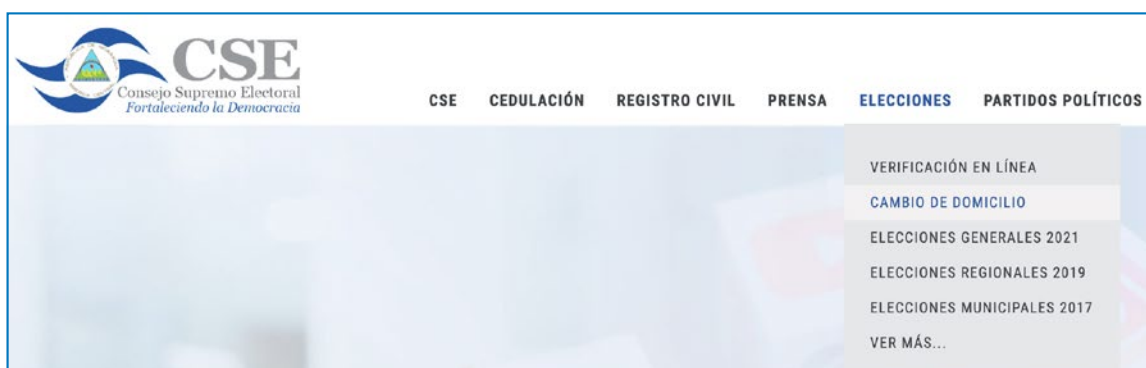 CSE
Consejo Supremo Electoral
Fortaleciendo la Democracia
CSE CEDULACIÓN REGISTRO CIVIL PRENSA ELECCIONES PARTIDOS POLÍTICOS
VERIFICACIÓN EN LÍNEA
CAMBIO DE DOMICILIO
ELECCIONES GENERALES 2021
ELECCIONES REGIONALES 2019
ELECCIONES MUNICIPALES 2017
VER MÁS...